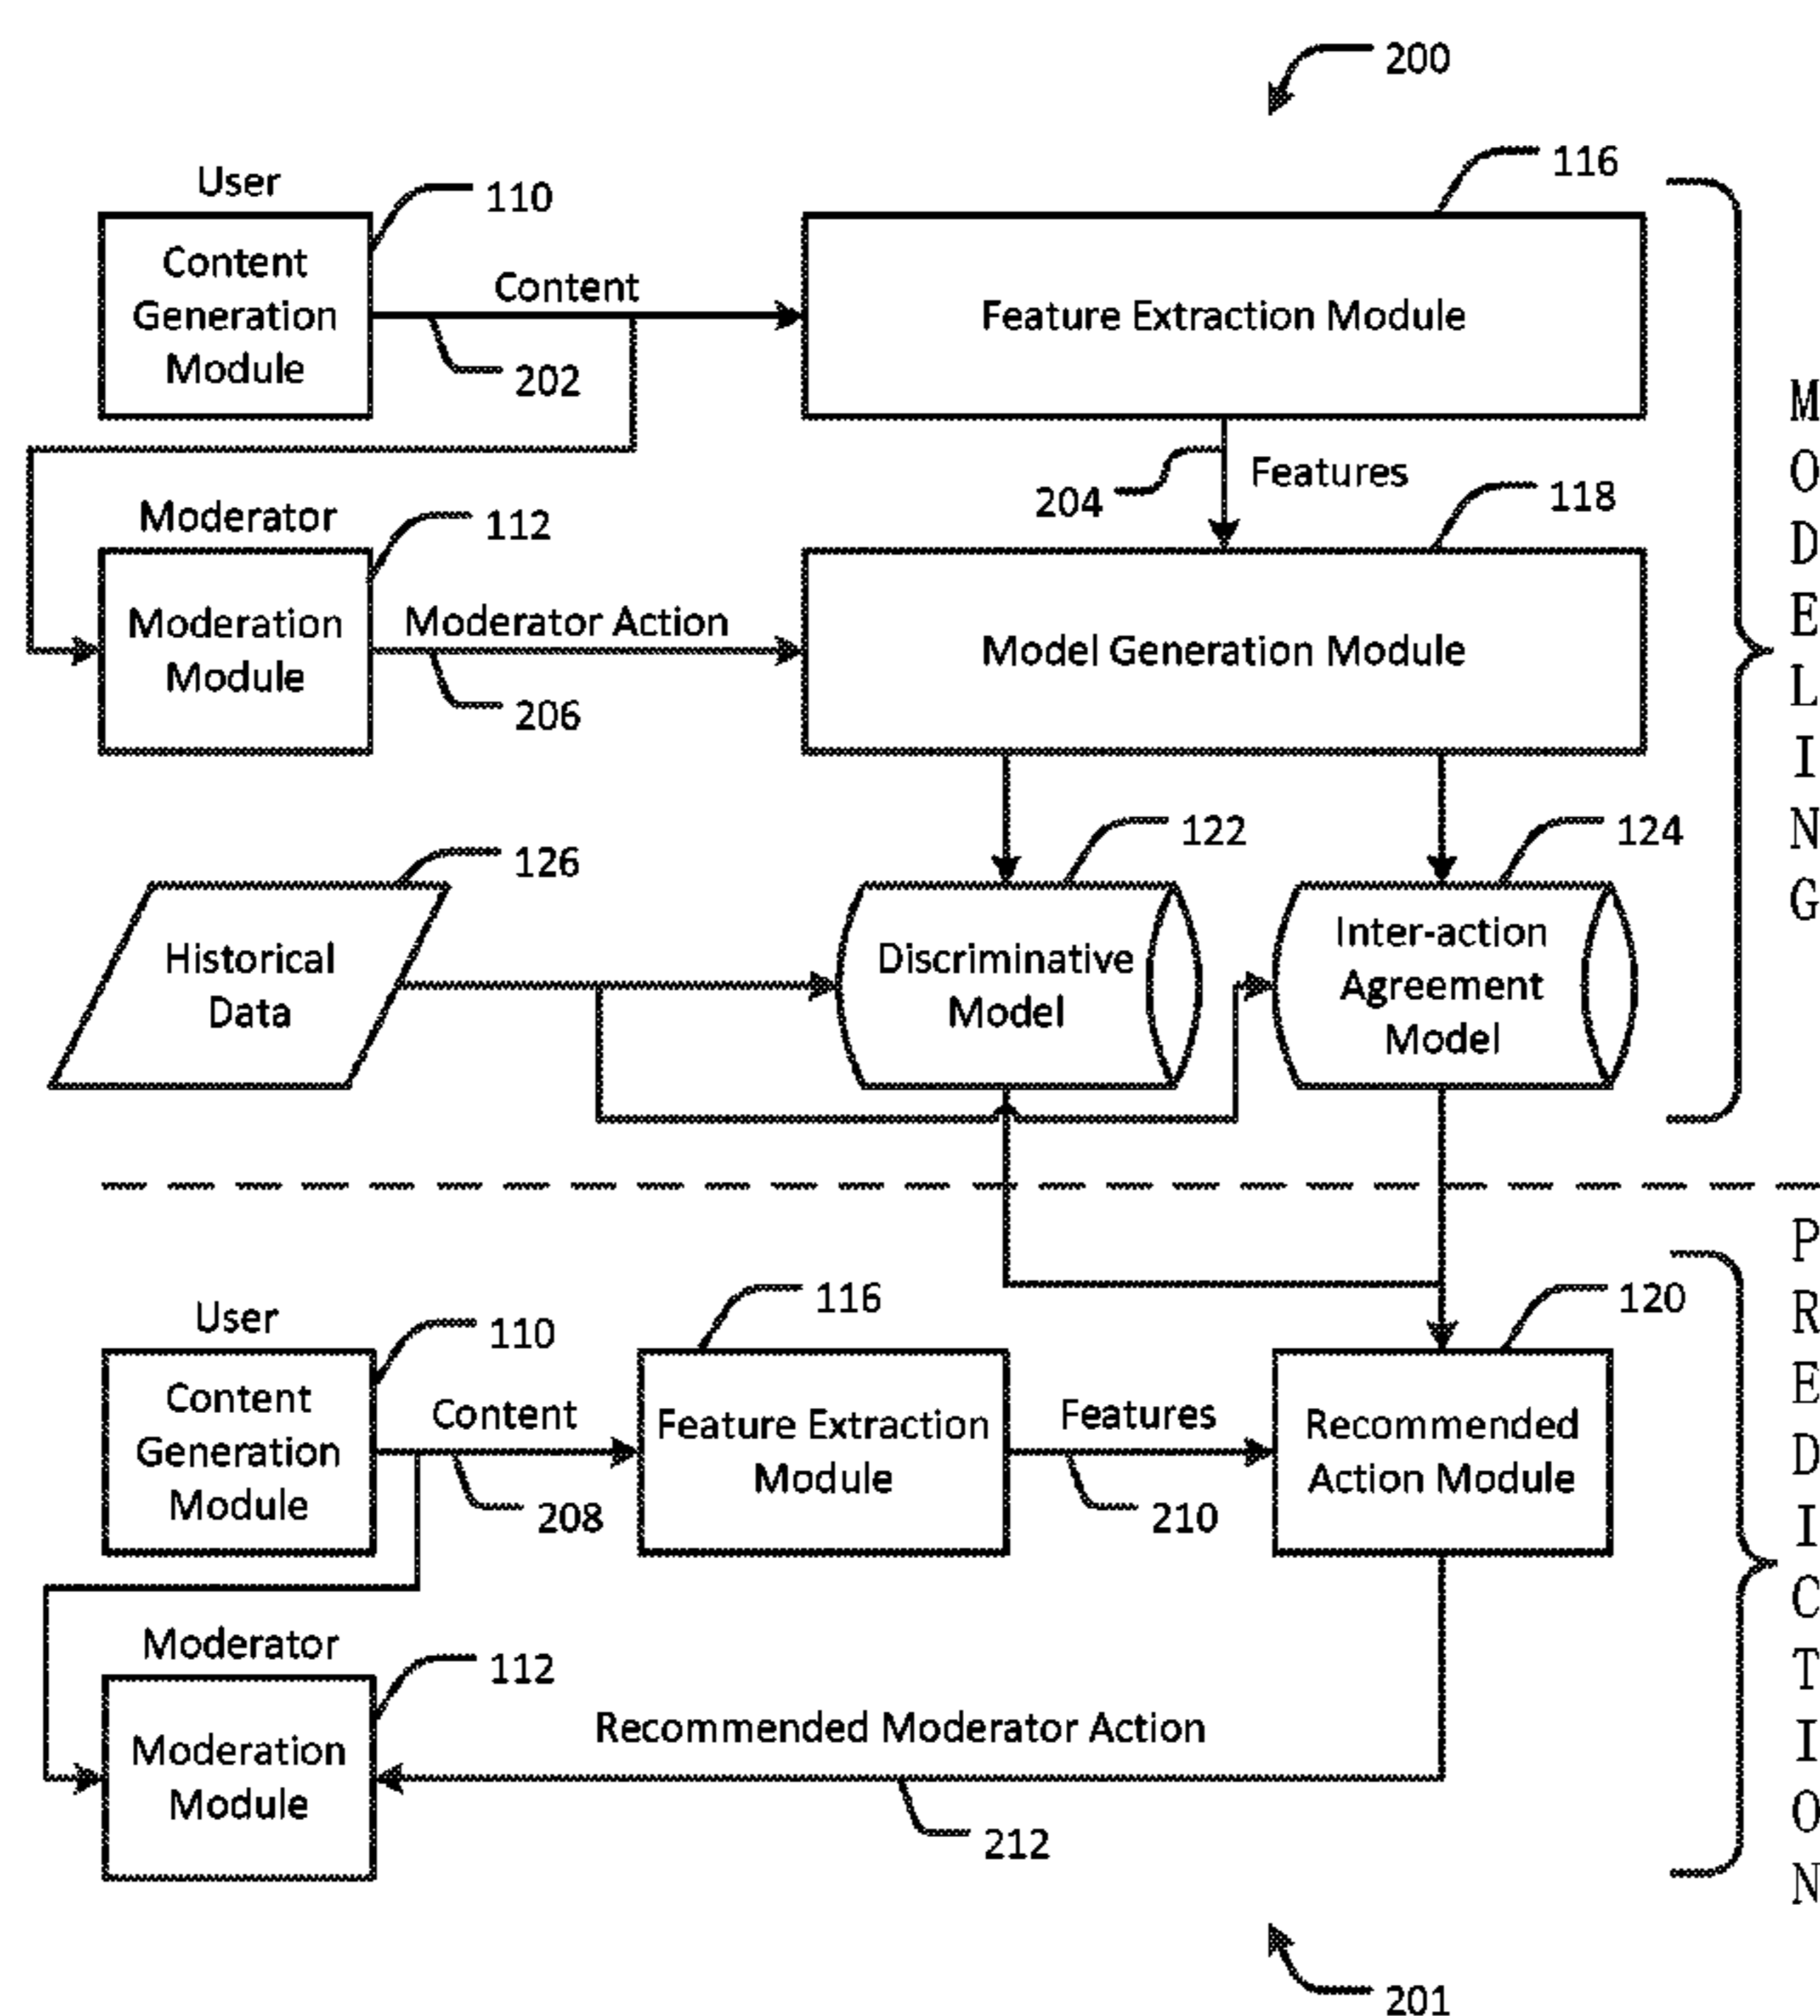 200
116
User
110
Content
Generation
Module
Content
202
Feature Extraction Module
204
Features
118
Moderator
112
Moderation
Module
Moderator Action
206
Model Generation Module
MODELING
126
Historical
Data
122
Discriminative
Model
124
Inter-action
Agreement
Model
User
110
Content
Generation
Module
Content
208
116
Feature Extraction
Module
Features
210
120
Recommended
Action Module
Moderator
112
Moderation
Module
Recommended Moderator Action
212
PREDICTION
201